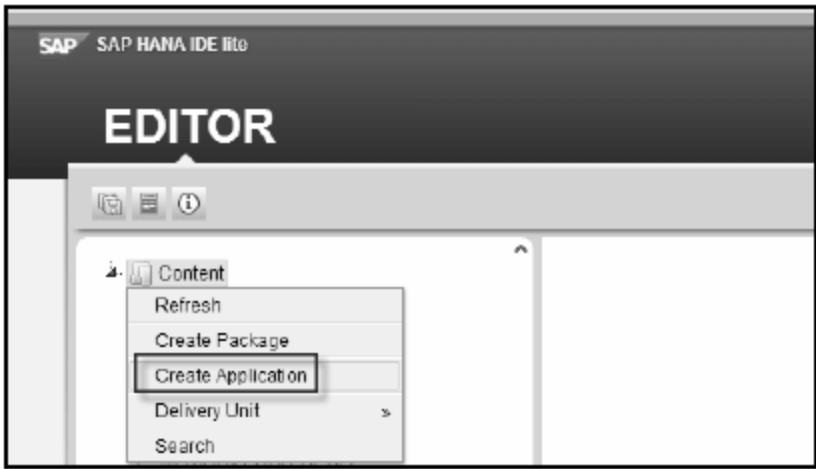 SAP SAP HANA IDE lite
EDITOR
Content
Refresh
Create Package
Create Application
Delivery Unit »
Search